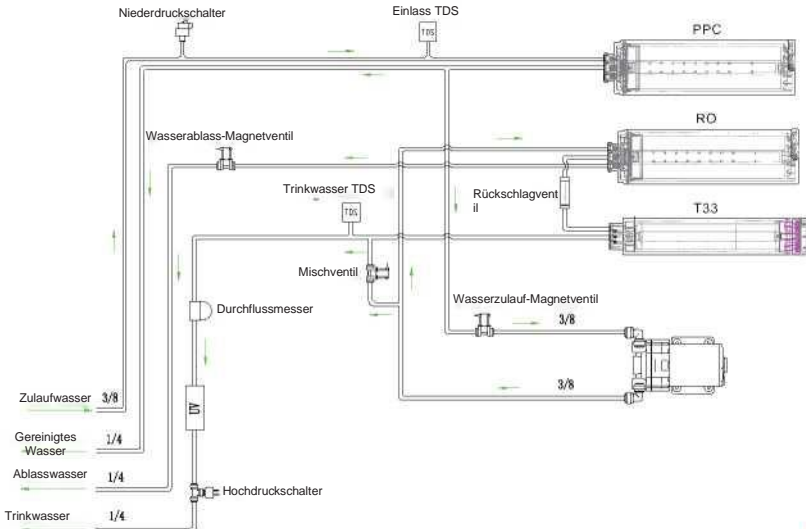 Niederdruckschalter
Einlass TDS
TDS
PPC
RO
Wasserablass-Magnetventil
Trinkwasser TDS
TDS
Rückschlagvent
il
T33
Mischventil
Wasserzulauf-Magnetventil
Durchflussmesser
3/8
3/8
UV
Zulaufwasser 3/8
Gereinigtes
Wasser
1/4
Ablasswasser 1/4
Hochdruckschalter
Trinkwasser 1/4